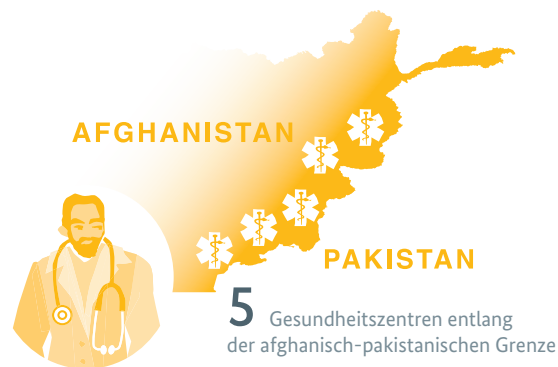 AFGHANISTAN
PAKISTAN
5 Gesundheitszentren entlang
der afghanisch-pakistanischen Grenze